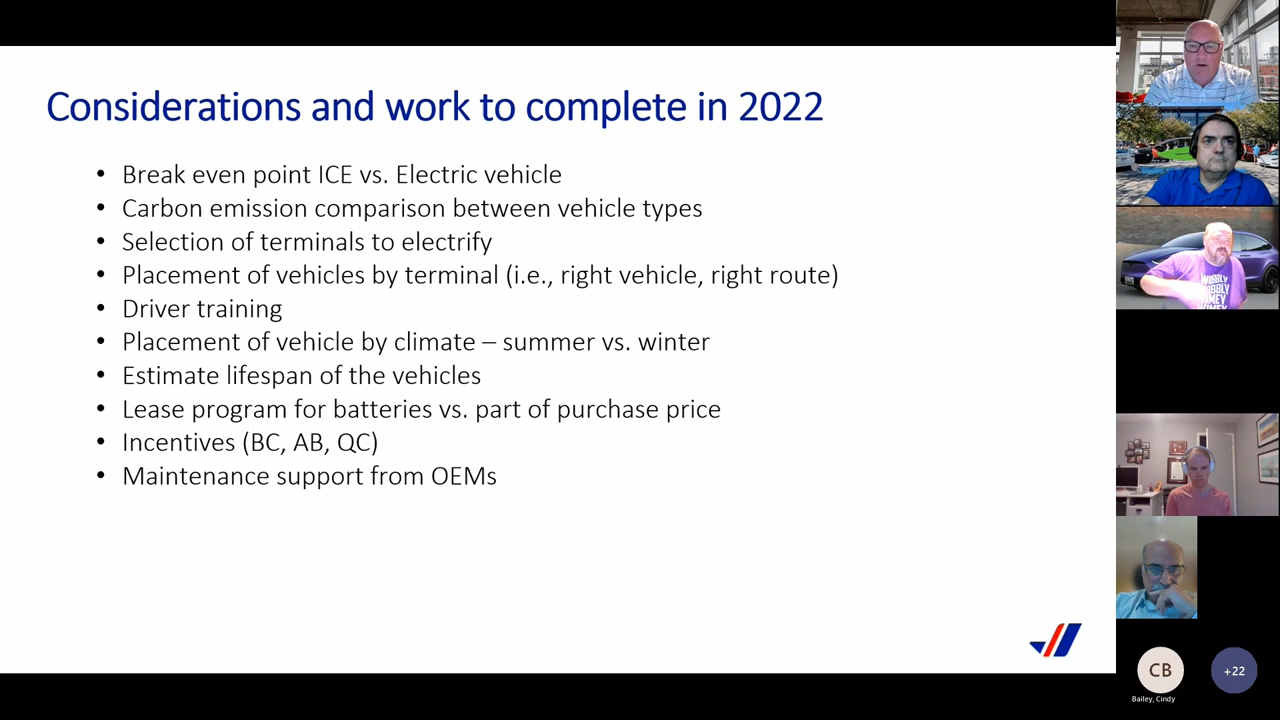 Considerations and work to complete in 2022
• Break even point ICE vs. Electric vehicle
• Carbon emission comparison between vehicle types
• Selection of terminals to electrify
• Placement of vehicles by terminal (i.e., right vehicle, right route)
• Driver training
• Placement of vehicle by climate – summer vs. winter
• Estimate lifespan of the vehicles
• Lease program for batteries vs. part of purchase price
• Incentives (BC, AB, QC)
• Maintenance support from OEMs
WIBBLY
CB
+22
Bailey, Cindy